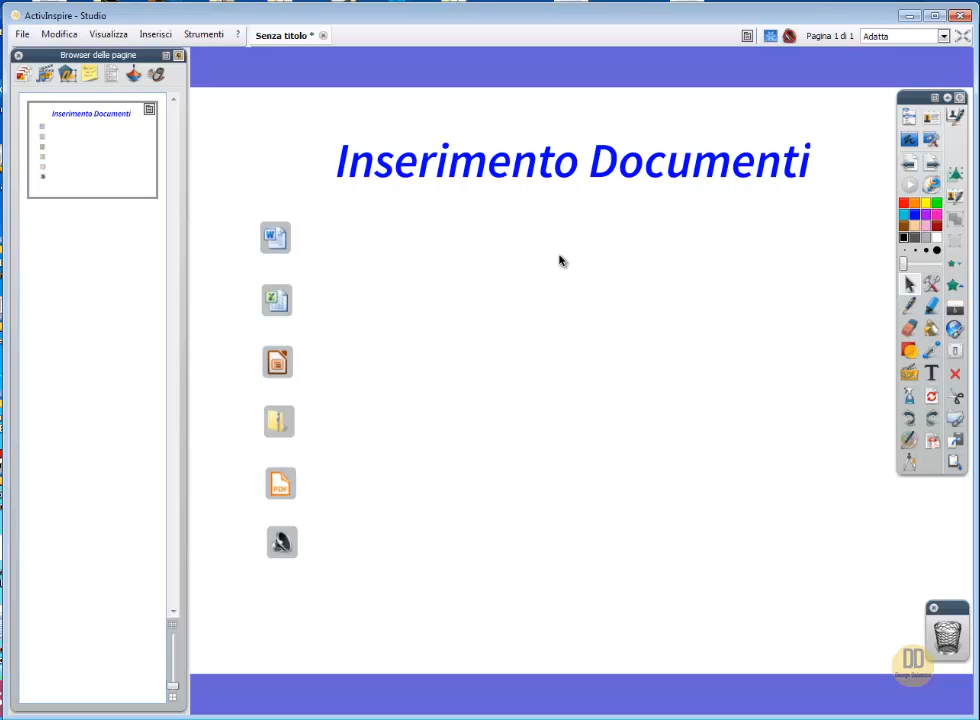 ActivInspire - Studio
File Modifica Visualizza Inserisci Strumenti ?
Senza titolo *
Pagina 1 di 1
Adatta
Browser delle pagine
Inserimento Documenti
Inserimento Documenti
W
X
PDF
T
DD